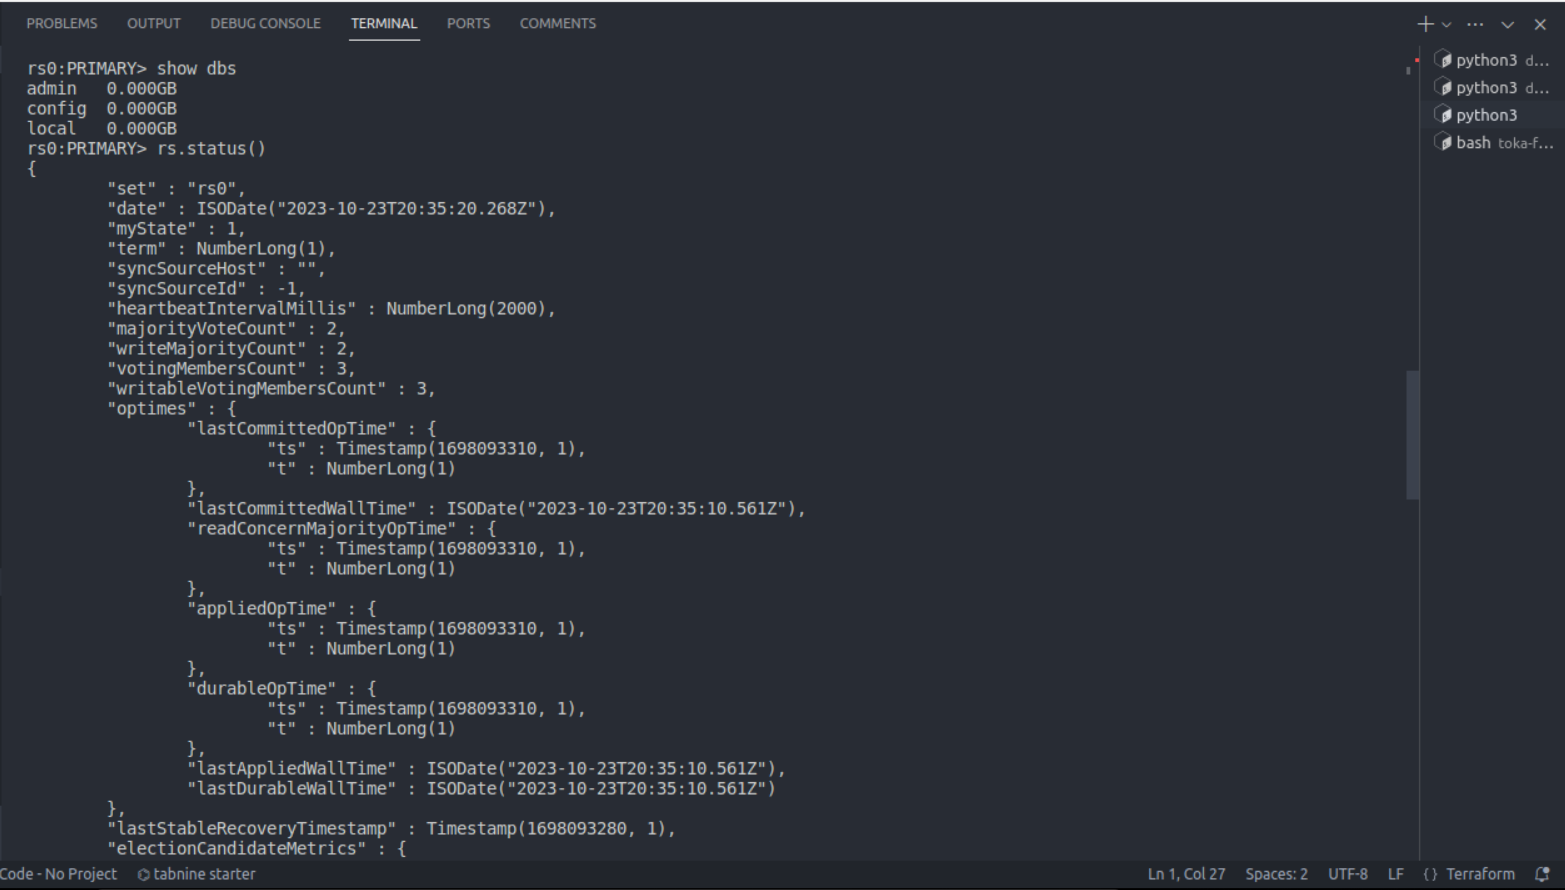 PROBLEMS OUTPUT DEBUG CONSOLE TERMINAL PORTS COMMENTS
rs0:PRIMARY> show dbs
admin   0.000GB
config  0.000GB
local   0.000GB
rs0:PRIMARY> rs.status()
{
        "set" : "rs0",
        "date" : ISODate("2023-10-23T20:35:20.268Z"),
        "myState" : 1,
        "term" : NumberLong(1),
        "syncSourceHost" : "",
        "syncSourceId" : -1,
        "heartbeatIntervalMillis" : NumberLong(2000),
        "majorityVoteCount" : 2,
        "writeMajorityCount" : 2,
        "votingMembersCount" : 3,
        "writableVotingMembersCount" : 3,
        "optimes" : {
                "lastCommittedOpTime" : {
                        "ts" : Timestamp(1698093310, 1),
                        "t" : NumberLong(1)
                },
                "lastCommittedWallTime" : ISODate("2023-10-23T20:35:10.561Z"),
                "readConcernMajorityOpTime" : {
                        "ts" : Timestamp(1698093310, 1),
                        "t" : NumberLong(1)
                },
                "appliedOpTime" : {
                        "ts" : Timestamp(1698093310, 1),
                        "t" : NumberLong(1)
                },
                "durableOpTime" : {
                        "ts" : Timestamp(1698093310, 1),
                        "t" : NumberLong(1)
                },
                "lastAppliedWallTime" : ISODate("2023-10-23T20:35:10.561Z"),
                "lastDurableWallTime" : ISODate("2023-10-23T20:35:10.561Z")
        },
        "lastStableRecoveryTimestamp" : Timestamp(1698093280, 1),
        "electionCandidateMetrics" : {
python3 d...
python3 d...
python3
bash toka-f...
Code - No Project tabnine starter Ln 1, Col 27 Spaces: 2 UTF-8 LF {} Terraform